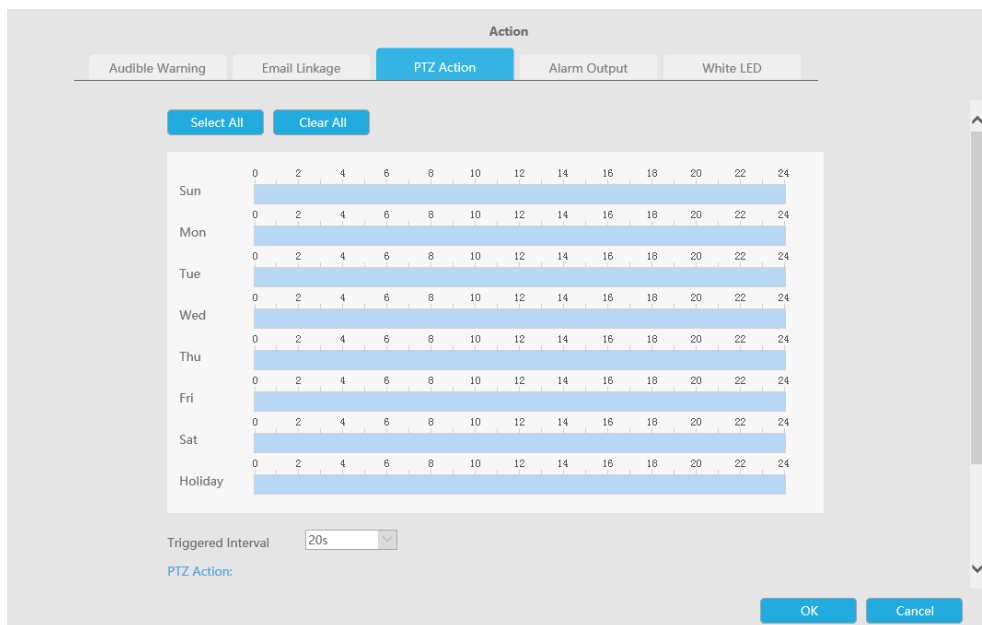 Action
Audible Warning Email Linkage PTZ Action Alarm Output White LED
Select All Clear All
0 2 4 6 8 10 12 14 16 18 20 22 24
Sun
0 2 4 6 8 10 12 14 16 18 20 22 24
Mon
0 2 4 6 8 10 12 14 16 18 20 22 24
Tue
0 2 4 6 8 10 12 14 16 18 20 22 24
Wed
0 2 4 6 8 10 12 14 16 18 20 22 24
Thu
0 2 4 6 8 10 12 14 16 18 20 22 24
Fri
0 2 4 6 8 10 12 14 16 18 20 22 24
Sat
0 2 4 6 8 10 12 14 16 18 20 22 24
Holiday
Triggered Interval 20s
PTZ Action:
OK Cancel